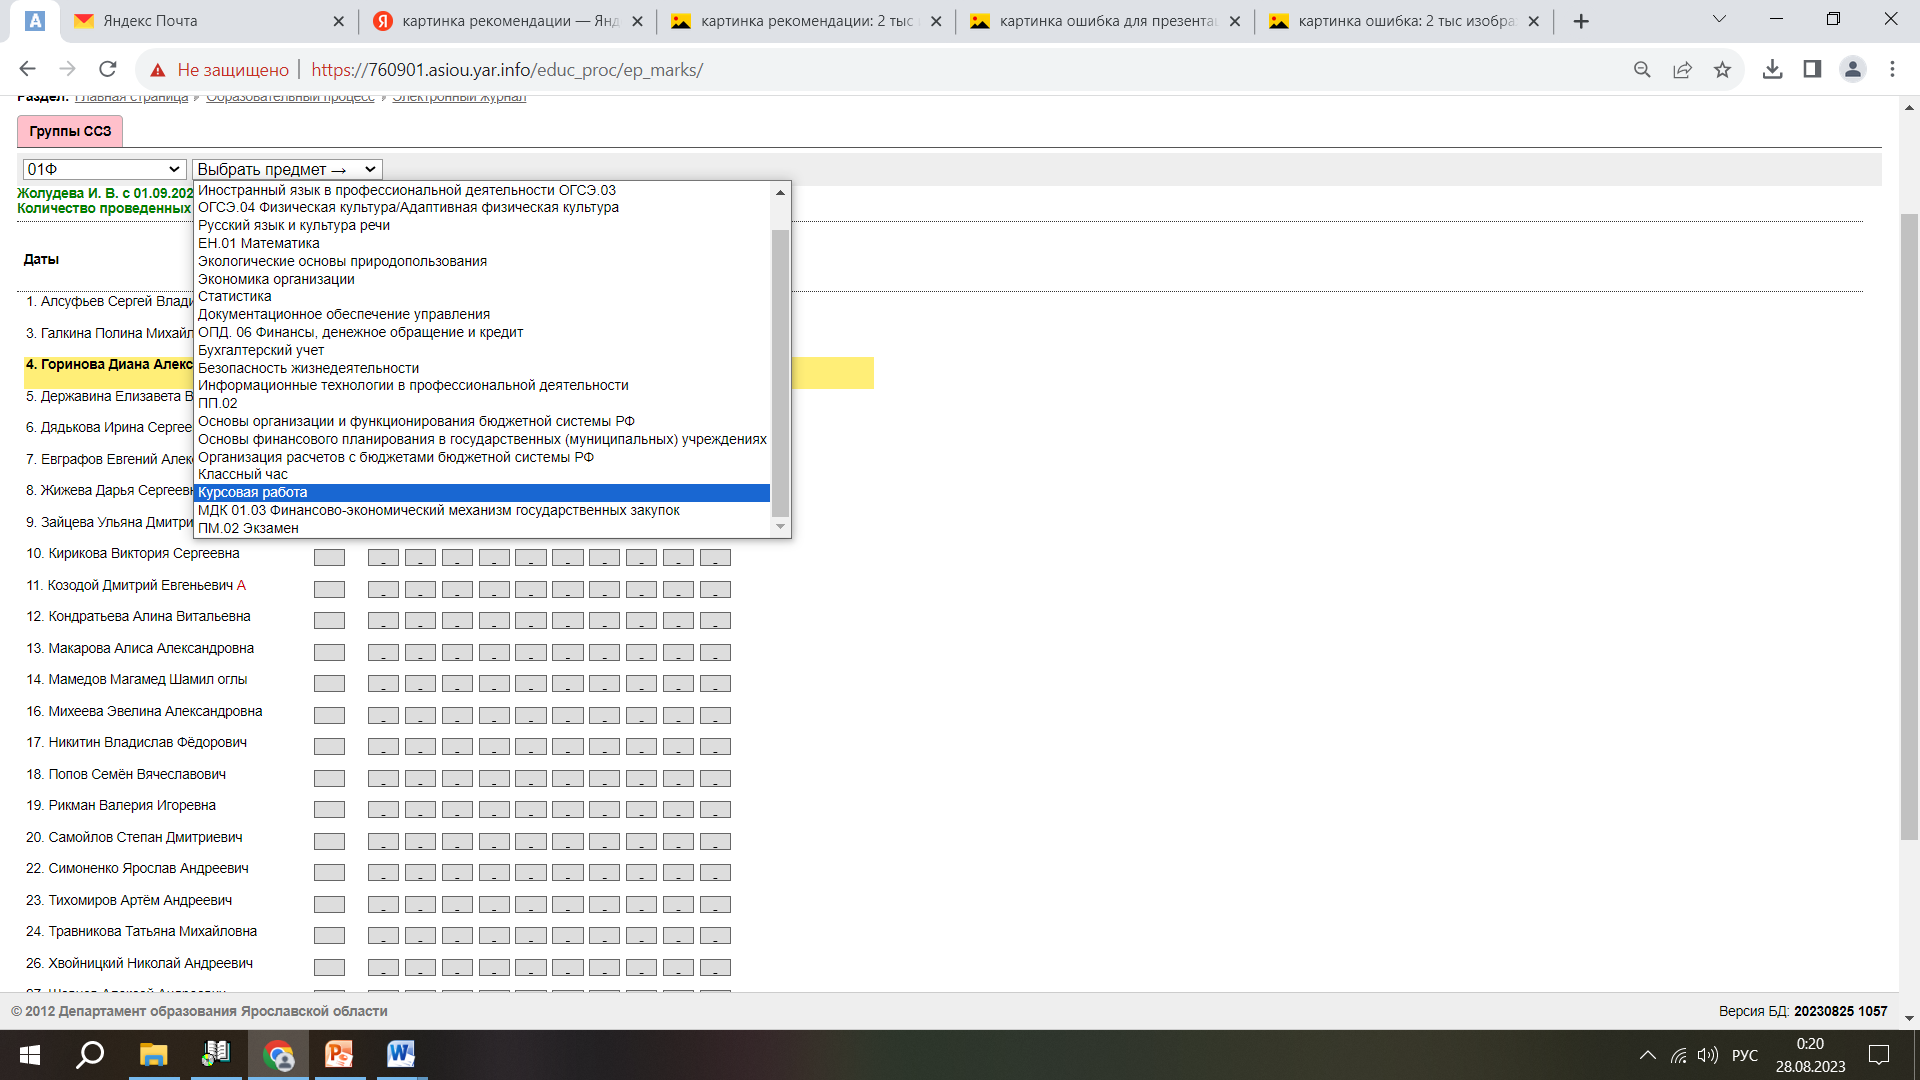 Яндекс Почта
картинка рекомендации — Янд
картинка рекомендации: 2 тыс
картинка ошибка для презента
картинка ошибка: 2 тыс изобра
Не защищено
https://760901.asiou.yar.info/educ_proc/ep_marks/
Раздел: Главная страница Образовательный процесс Электронный журнал
Группы ССЗ
01Ф
Выбрать предмет →
Жолудева И. В. с 01.09.202
Количество проведенных
Иностранный язык в профессиональной деятельности ОГСЭ.03
ОГСЭ.04 Физическая культура/Адаптивная физическая культура
Русский язык и культура речи
ЕН.01 Математика
Экологические основы природопользования
Экономика организации
Статистика
Документационное обеспечение управления
ОПД. 06 Финансы, денежное обращение и кредит
Бухгалтерский учет
Безопасность жизнедеятельности
Информационные технологии в профессиональной деятельности
ПП.02
Основы организации и функционирования бюджетной системы РФ
Основы финансового планирования в государственных (муниципальных) учреждениях
Организация расчетов с бюджетами бюджетной системы РФ
Классный час
Курсовая работа
МДК 01.03 Финансово-экономический механизм государственных закупок
ПМ.02 Экзамен
Даты
1. Алсуфьев Сергей Влади
3. Галкина Полина Михайл
4. Горинова Диана Алекс
5. Державина Елизавета В
6. Дядькова Ирина Сергее
7. Евграфов Евгений Алек
8. Жижева Дарья Сергеев
9. Зайцева Ульяна Дмитри
10. Кирикова Виктория Сергеевна
11. Козодой Дмитрий Евгеньевич А
12. Кондратьева Алина Витальевна
13. Макарова Алиса Александровна
14. Мамедов Магамед Шамил оглы
16. Михеева Эвелина Александровна
17. Никитин Владислав Фёдорович
18. Попов Семён Вячеславович
19. Рикман Валерия Игоревна
20. Самойлов Степан Дмитриевич
22. Симоненко Ярослав Андреевич
23. Тихомиров Артём Андреевич
24. Травникова Татьяна Михайловна
26. Хвойницкий Николай Андреевич
© 2012 Департамент образования Ярославской области
Версия БД: 20230825 1057
РУС
0:20
28.08.2023